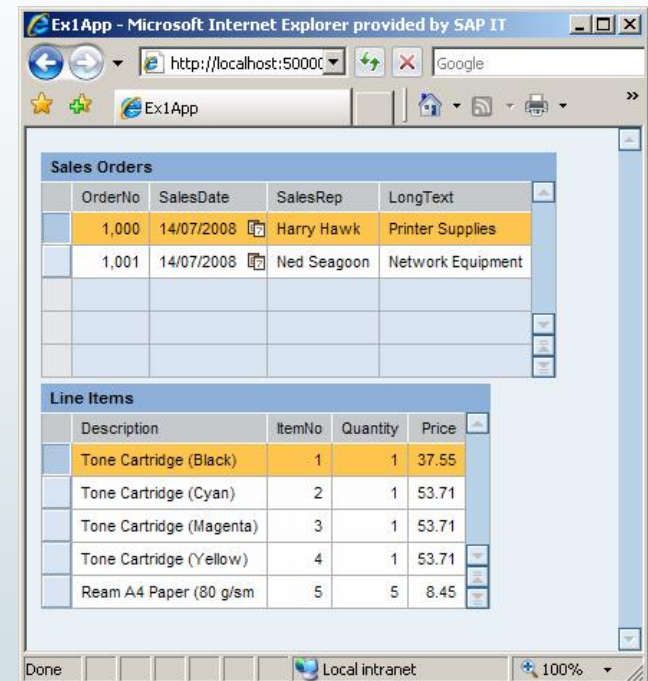 Ex1App - Microsoft Internet Explorer provided by SAP IT
http://localhost:50000 Google
Ex1App
Sales Orders
OrderNo SalesDate SalesRep LongText
1,000 14/07/2008 Harry Hawk Printer Supplies
1,001 14/07/2008 Ned Seagoon Network Equipment
Line Items
Description ItemNo Quantity Price
Tone Cartridge (Black) 1 1 37.55
Tone Cartridge (Cyan) 2 1 53.71
Tone Cartridge (Magenta) 3 1 53.71
Tone Cartridge (Yellow) 4 1 53.71
Ream A4 Paper (80 g/sm 5 5 8.45
Done Local intranet 100%